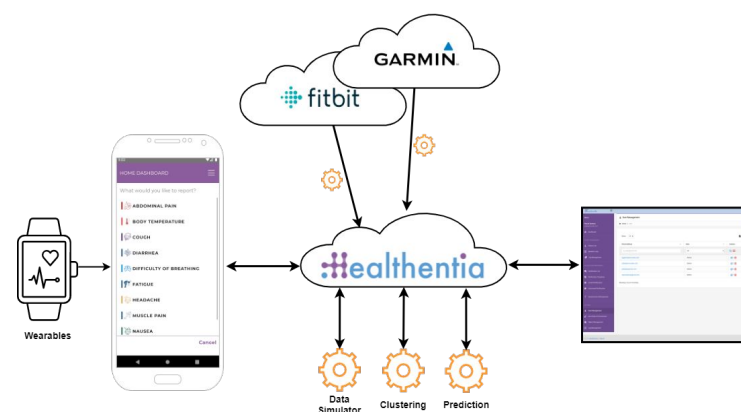 GARMIN
fitbit
HOME DASHBOARD
What would you like to report?
ABDOMINAL PAIN
BODY TEMPERATURE
COUCH
DIARRHEA
DIFFICULTY OF BREATHING
FATIGUE
HEADACHE
MUSCLE PAIN
NAUSEA
Cancel
Wearables
Healthentia
Data
Simulator
Clustering
Prediction